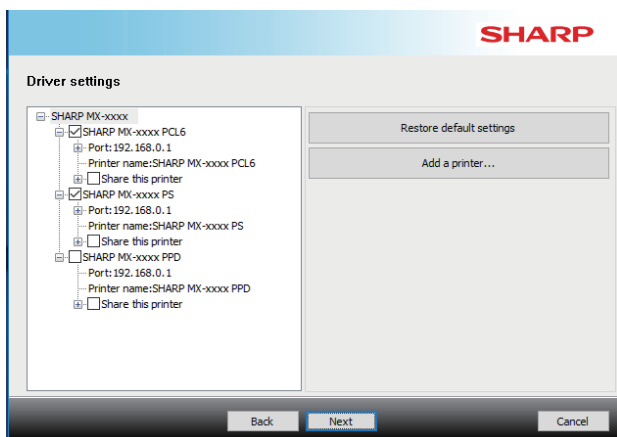 SHARP
Driver settings
SHARP MX-xxxx
SHARP MX-xxxx PCL6
Port:192.168.0.1
Printer name:SHARP MX-xxxx PCL6
Share this printer
SHARP MX-xxxx PS
Port:192.168.0.1
Printer name:SHARP MX-xxxx PS
Share this printer
SHARP MX-xxxx PPD
Port:192.168.0.1
Printer name:SHARP MX-xxxx PPD
Share this printer
Restore default settings
Add a printer...
Back Next Cancel